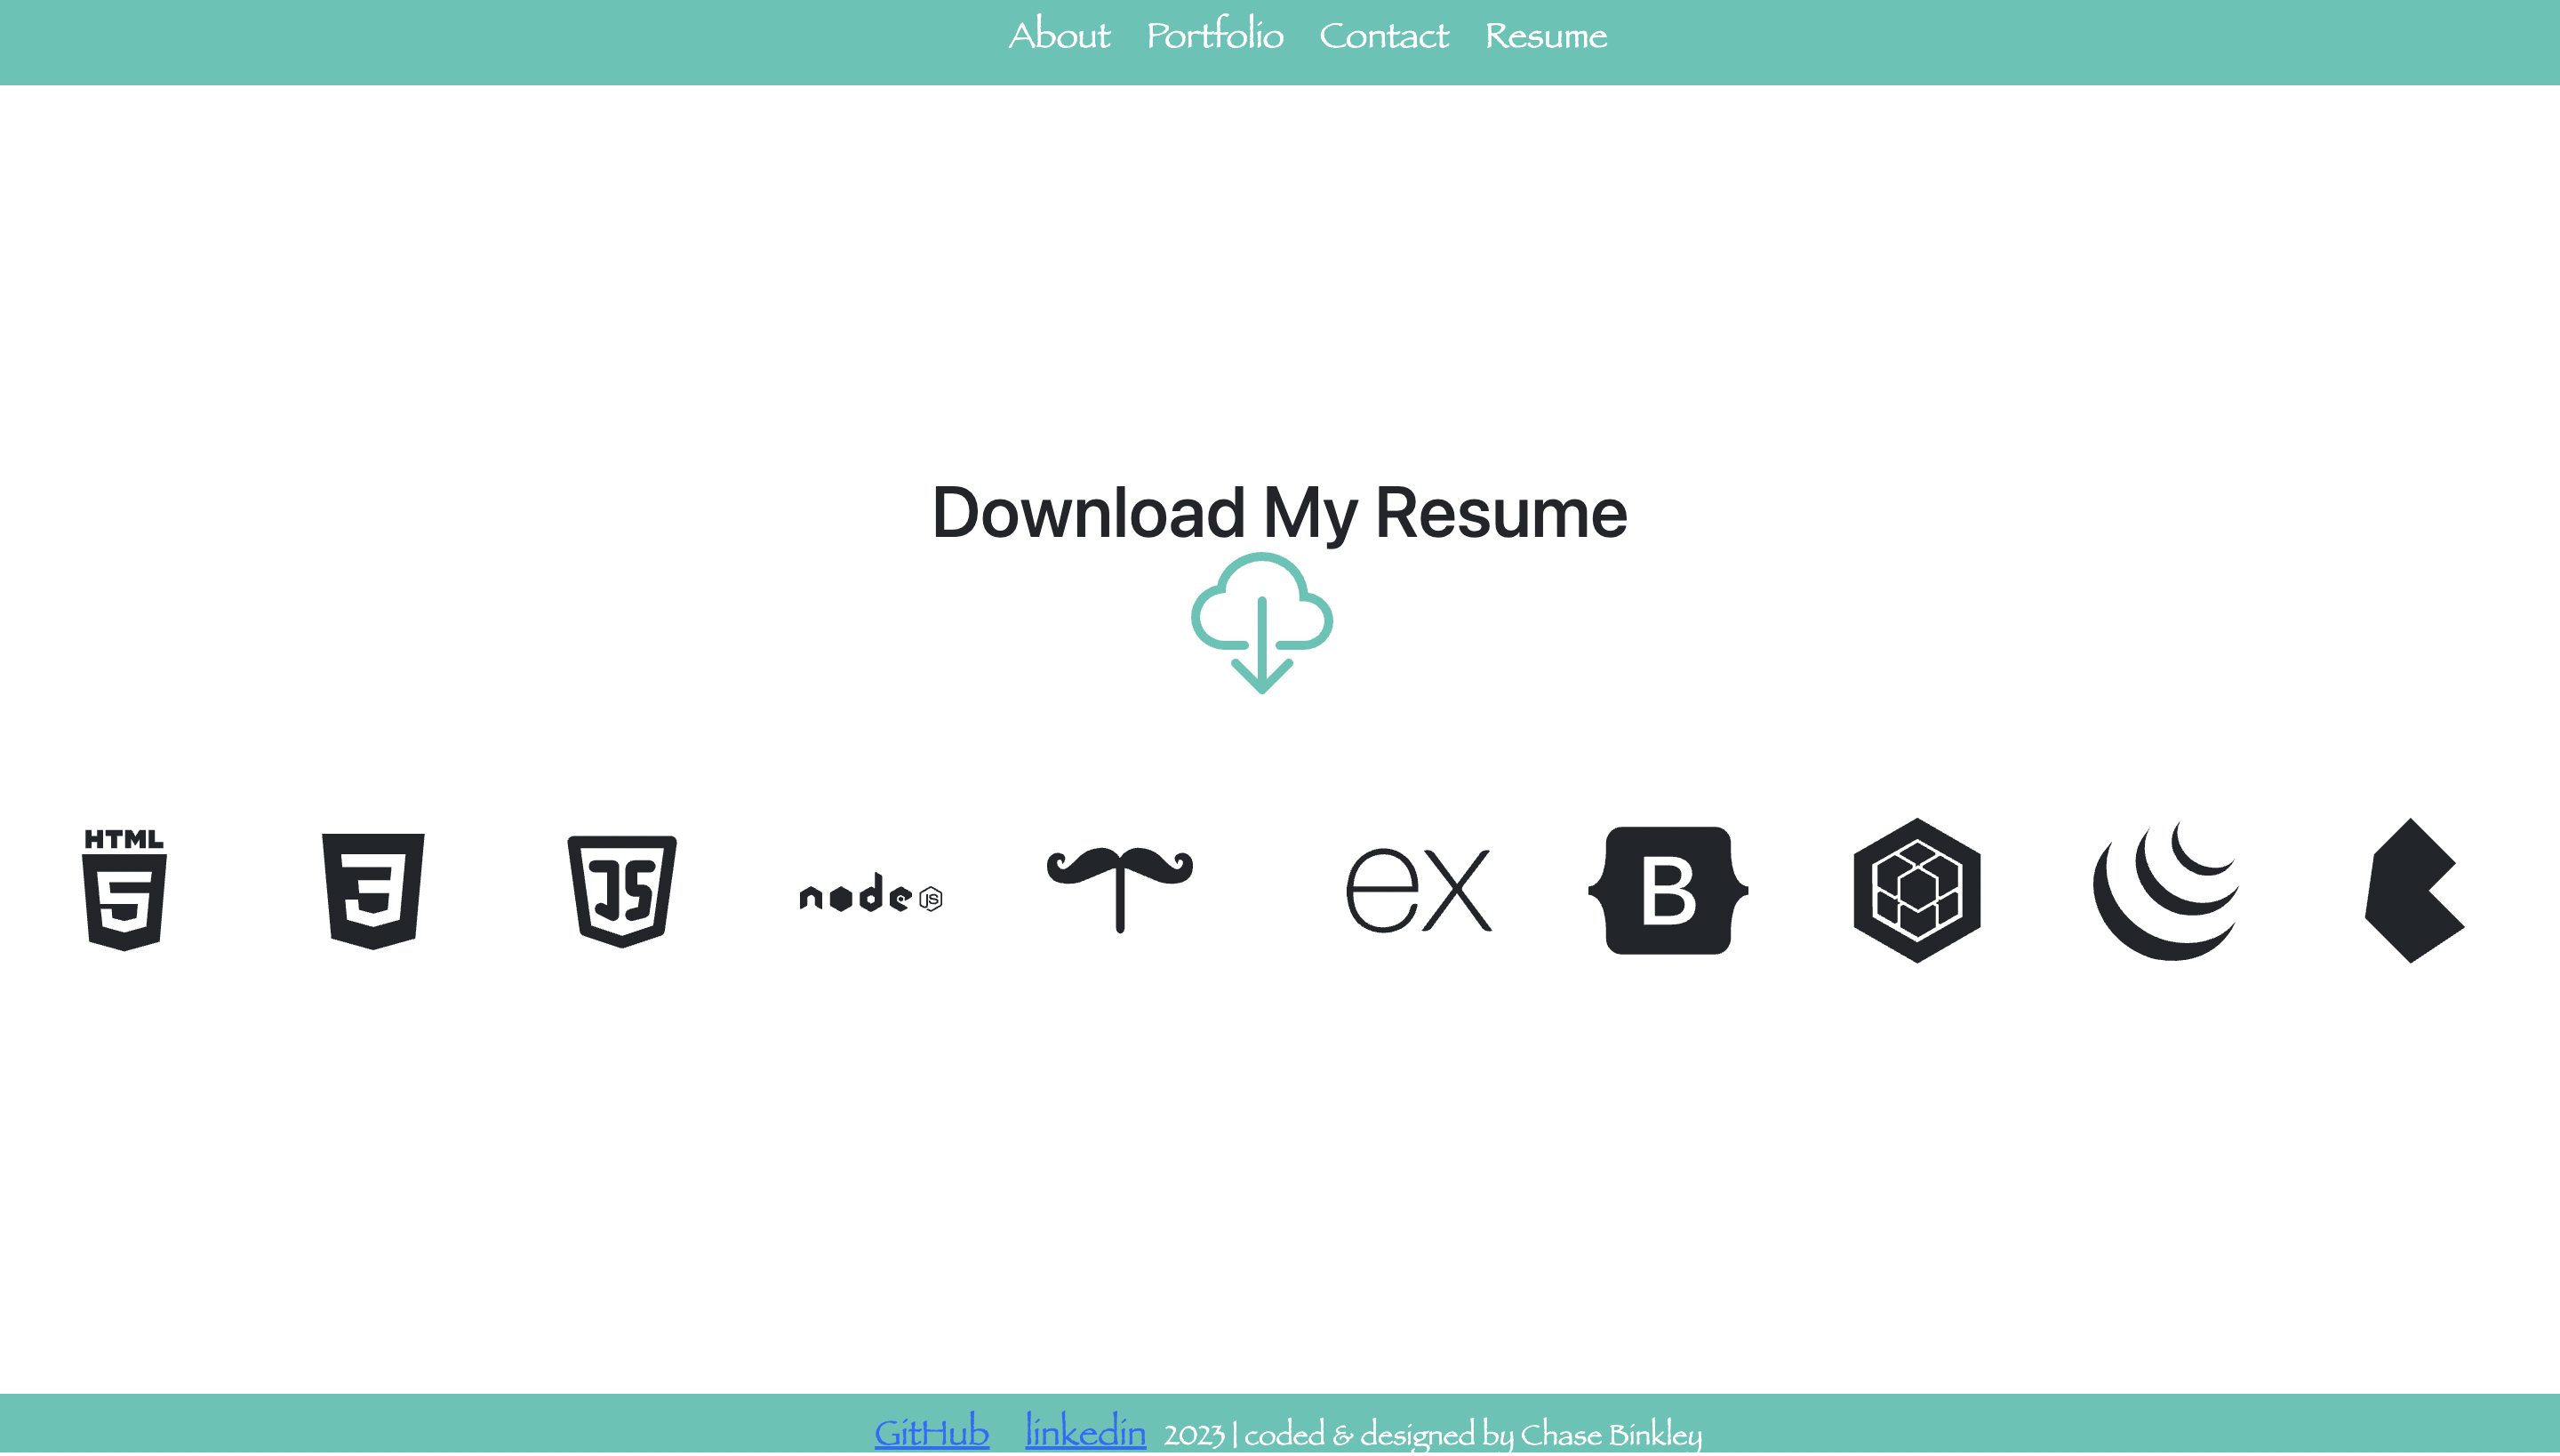 About Portfolio Contact Resume
Download My Resume
HTML
5 3 JS node JS ex B
GitHub linkedin 2023 | coded & designed by Chase Binkley